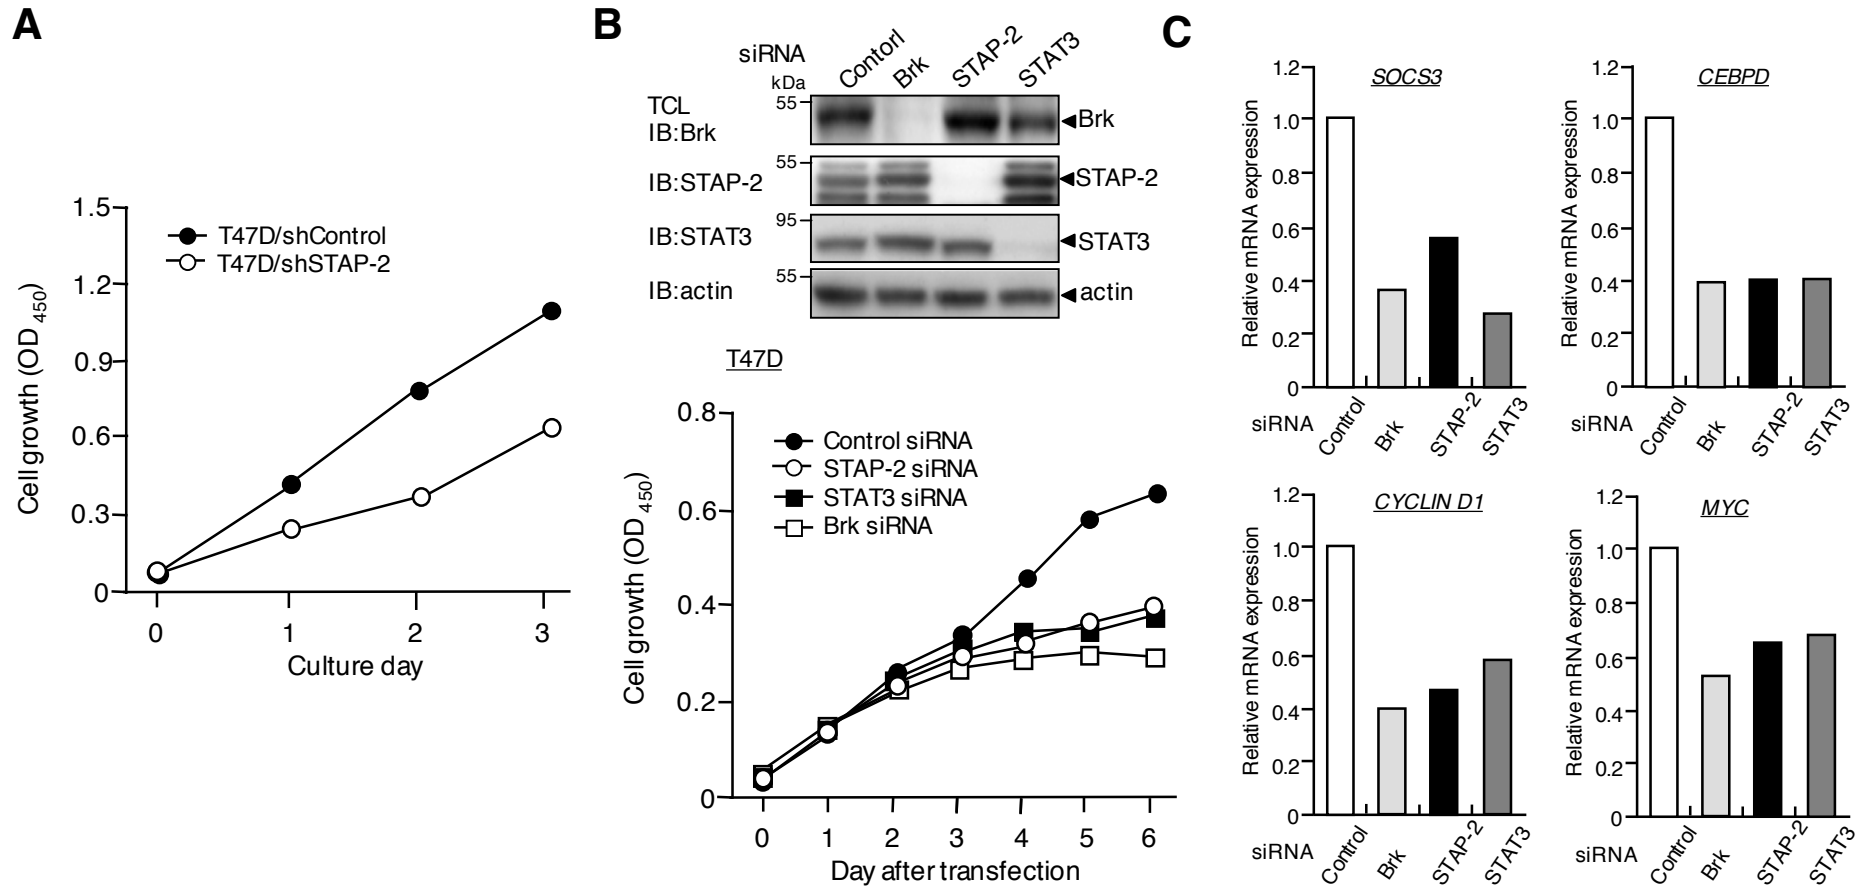 A
1.5
1.2
0.9
0.6
0.3
0
Cell growth (OD450)
T47D/shControl
T47D/shSTAP-2
0 1 2 3
Culture day
B
siRNA
Contorl Brk STAP-2 STAT3
kDa
TCL
IB:Brk
55
Brk
IB:STAP-2
55
STAP-2
IB:STAT3
95
STAT3
IB:actin
55
actin
T47D
0.8
0.6
0.4
0.2
0
Cell growth (OD450)
Control siRNA
STAP-2 siRNA
STAT3 siRNA
Brk siRNA
0 1 2 3 4 5 6
Day after transfection
C
SOCS3
Relative mRNA expression
1.2
1.0
0.8
0.6
0.4
0.2
0
siRNA Control Brk STAP-2 STAT3
CEBPD
Relative mRNA expression
1.2
1.0
0.8
0.6
0.4
0.2
0
siRNA Control Brk STAP-2 STAT3
CYCLIN D1
Relative mRNA expression
1.2
1.0
0.8
0.6
0.4
0.2
0
siRNA Control Brk STAP-2 STAT3
MYC
Relative mRNA expression
1.2
1.0
0.8
0.6
0.4
0.2
0
siRNA Control Brk STAP-2 STAT3